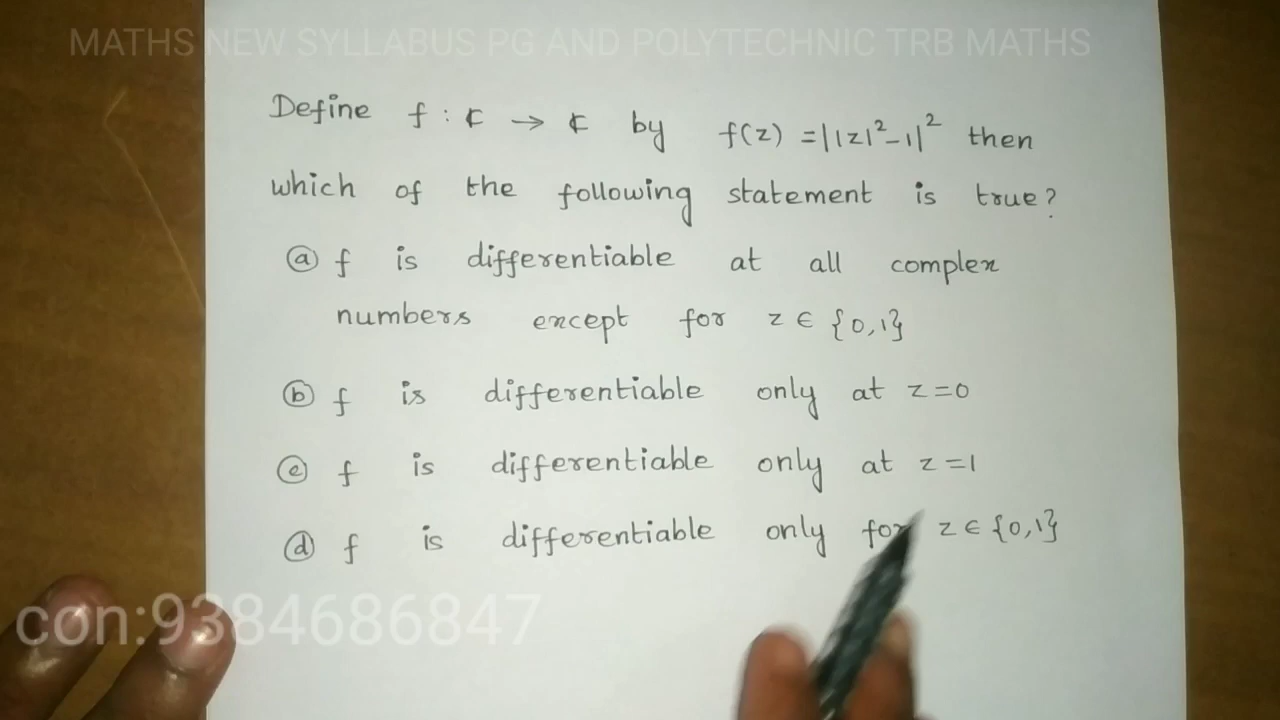 MATHS NEW SYLLABUS PG AND POLYTECHNIC TRB MATHS
Define f : ℂ → ℂ by f(z) = ||z|²-1|² then
which of the following statement is true?
ⓐ f is differentiable at all complex
numbers except for z ∈ {0,1}
ⓑ f is differentiable only at z=0
ⓒ f is differentiable only at z=1
ⓓ f is differentiable only for z ∈ {0,1}
con:9384686847